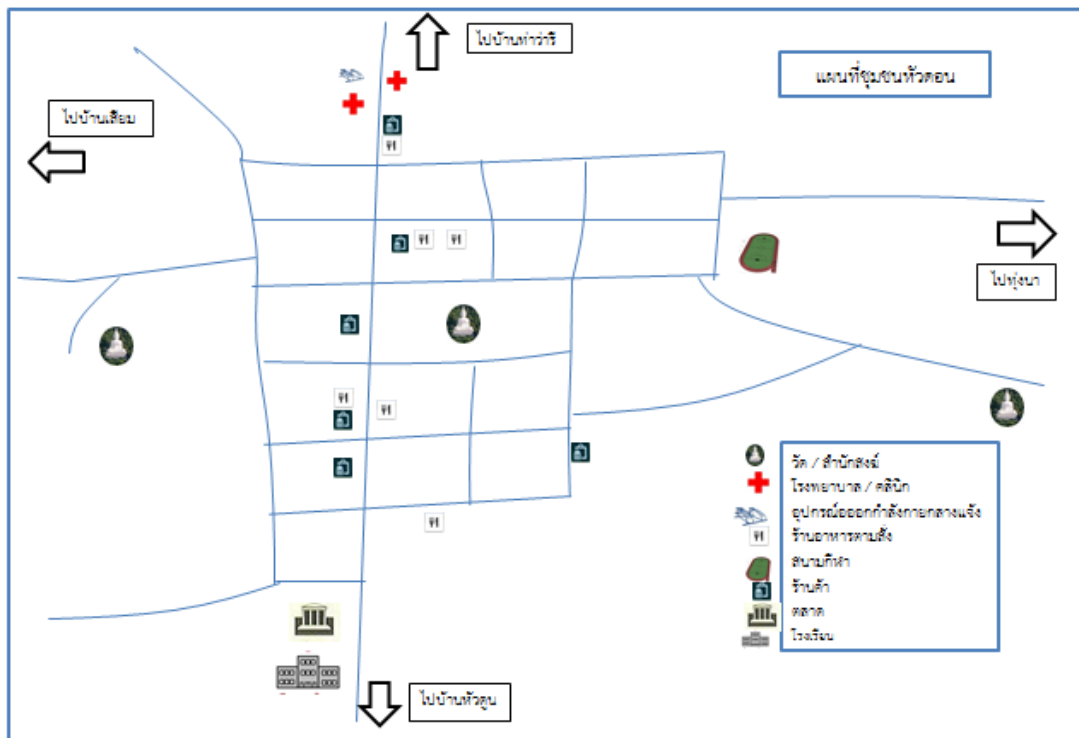 ไปบ้านท่าวารี
แผนที่ชุมชนหัวดอน
ไปบ้านเสียม
ไปทุ่งนา
วัด / สำนักสงฆ์
โรงพยาบาล / คลินิก
อุปกรณ์ออกกำลังกายกลางแจ้ง
ร้านอาหารตามสั่ง
สนามกีฬา
ร้านค้า
ตลาด
โรงเรียน
ไปบ้านหัวดูน